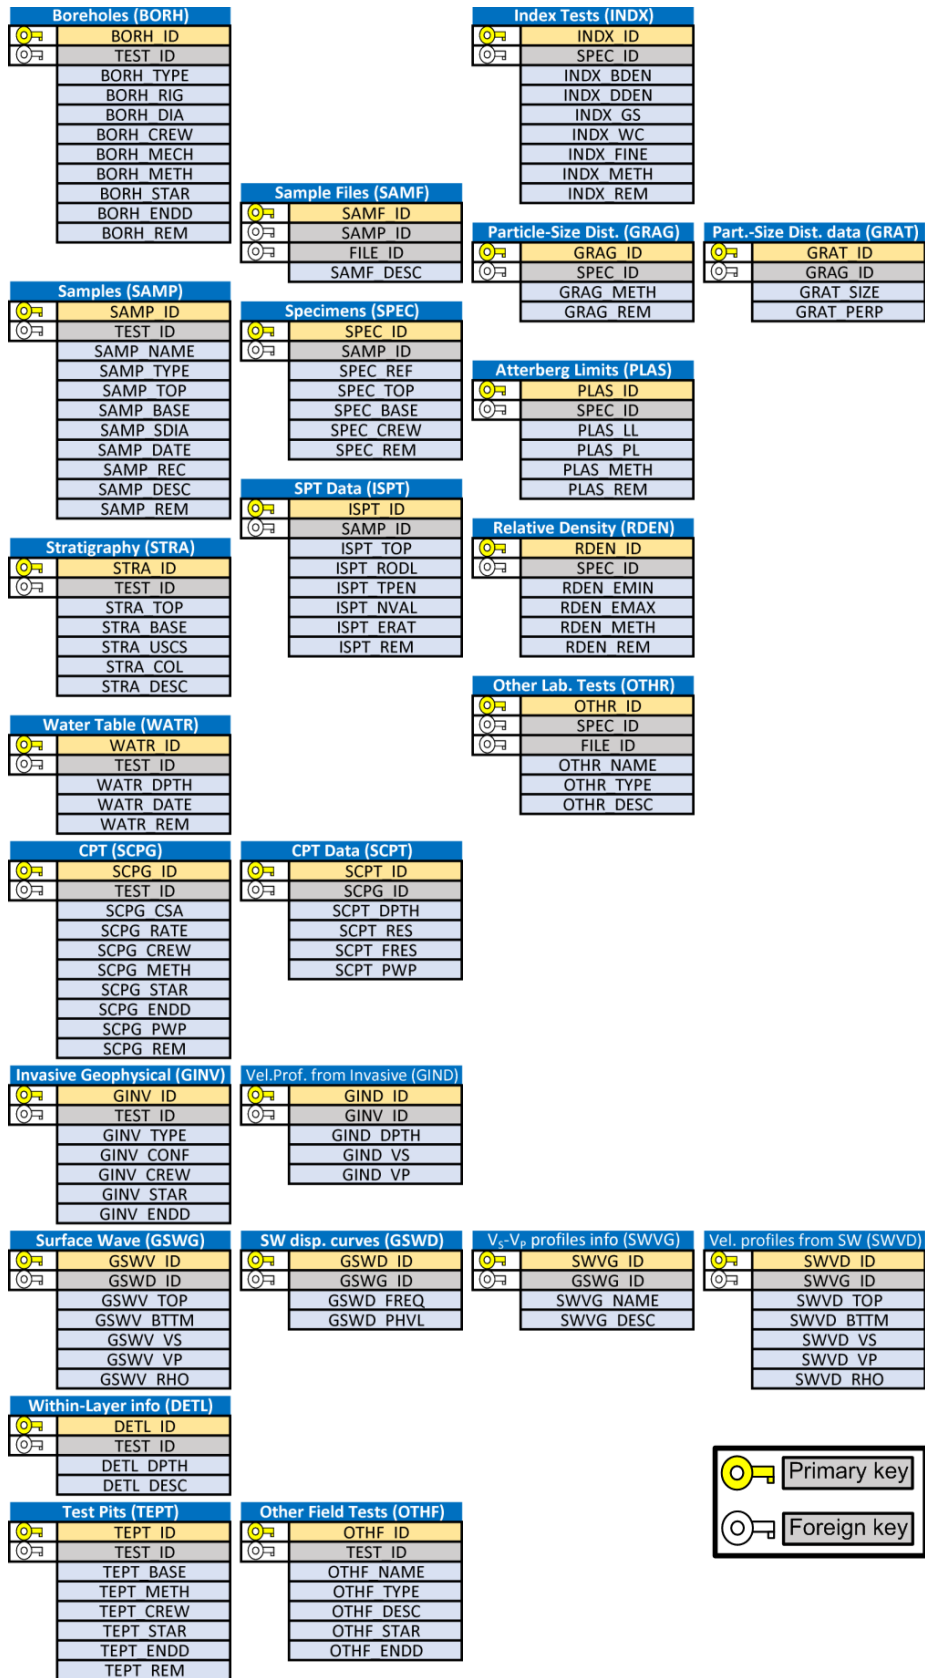 Boreholes (BORH)
BORH_ID
TEST_ID
BORH_TYPE
BORH_RIG
BORH_DIA
BORH_CREW
BORH_MECH
BORH_METH
BORH_STAR
BORH_ENDD
BORH_REM
Samples (SAMP)
SAMP_ID
TEST_ID
SAMP_NAME
SAMP_TYPE
SAMP_TOP
SAMP_BASE
SAMP_SDIA
SAMP_DATE
SAMP_REC
SAMP_DESC
SAMP_REM
Stratigraphy (STRA)
STRA_ID
TEST_ID
STRA_TOP
STRA_BASE
STRA_USCS
STRA_COL
STRA_DESC
Water Table (WATR)
WATR_ID
TEST_ID
WATR_DPTH
WATR_DATE
WATR_REM
Sample Files (SAMF)
SAMF_ID
SAMP_ID
FILE_ID
SAMF_DESC
Specimens (SPEC)
SPEC_ID
SAMP_ID
SPEC_REF
SPEC_TOP
SPEC_BASE
SPEC_CREW
SPEC_REM
SPT Data (ISPT)
ISPT_ID
SAMP_ID
ISPT_TOP
ISPT_RODL
ISPT_TPEN
ISPT_NVAL
ISPT_ERAT
ISPT_REM
Index Tests (INDX)
INDX_ID
SPEC_ID
INDX_BDEN
INDX_DDEN
INDX_GS
INDX_WC
INDX_FINE
INDX_METH
INDX_REM
Particle-Size Dist. (GRAG)
GRAG_ID
SPEC_ID
GRAG_METH
GRAG_REM
Part.-Size Dist. data (GRAT)
GRAT_ID
GRAG_ID
GRAT_SIZE
GRAT_PERP
Atterberg Limits (PLAS)
PLAS_ID
SPEC_ID
PLAS_LL
PLAS_PL
PLAS_METH
PLAS_REM
Relative Density (RDEN)
RDEN_ID
SPEC_ID
RDEN_EMIN
RDEN_EMAX
RDEN_METH
RDEN_REM
Other Lab. Tests (OTHR)
OTHR_ID
SPEC_ID
FILE_ID
OTHR_NAME
OTHR_TYPE
OTHR_DESC
CPT (SCPG)
SCPG_ID
TEST_ID
SCPG_CSA
SCPG_RATE
SCPG_CREW
SCPG_METH
SCPG_STAR
SCPG_ENDD
SCPG_PWP
SCPG_REM
CPT Data (SCPT)
SCPT_ID
SCPG_ID
SCPT_DPTH
SCPT_RES
SCPT_FRES
SCPT_PWP
Invasive Geophysical (GINV)
GINV_ID
TEST_ID
GINV_TYPE
GINV_CONF
GINV_CREW
GINV_STAR
GINV_ENDD
Vel.Prof. from Invasive (GIND)
GIND_ID
GINV_ID
GIND_DPTH
GIND_VS
GIND_VP
Surface Wave (GSWG)
GSWV_ID
GSWD_ID
GSWV_TOP
GSWV_BTTM
GSWV_VS
GSWV_VP
GSWV_RHO
SW disp. curves (GSWD)
GSWD_ID
GSWG_ID
GSWD_FREQ
GSWD_PHVL
VS-VP profiles info (SWVG)
SWVG_ID
GSWG_ID
SWVG_NAME
SWVG_DESC
Vel. profiles from SW (SWVD)
SWVD_ID
SWVG_ID
SWVD_TOP
SWVD_BTTM
SWVD_VS
SWVD_VP
SWVD_RHO
Within-Layer info (DETL)
DETL_ID
TEST_ID
DETL_DPTH
DETL_DESC
Test Pits (TEPT)
TEPT_ID
TEST_ID
TEPT_BASE
TEPT_METH
TEPT_CREW
TEPT_STAR
TEPT_ENDD
TEPT_REM
Other Field Tests (OTHF)
OTHF_ID
TEST_ID
OTHF_NAME
OTHF_TYPE
OTHF_DESC
OTHF_STAR
OTHF_ENDD
Primary key
Foreign key